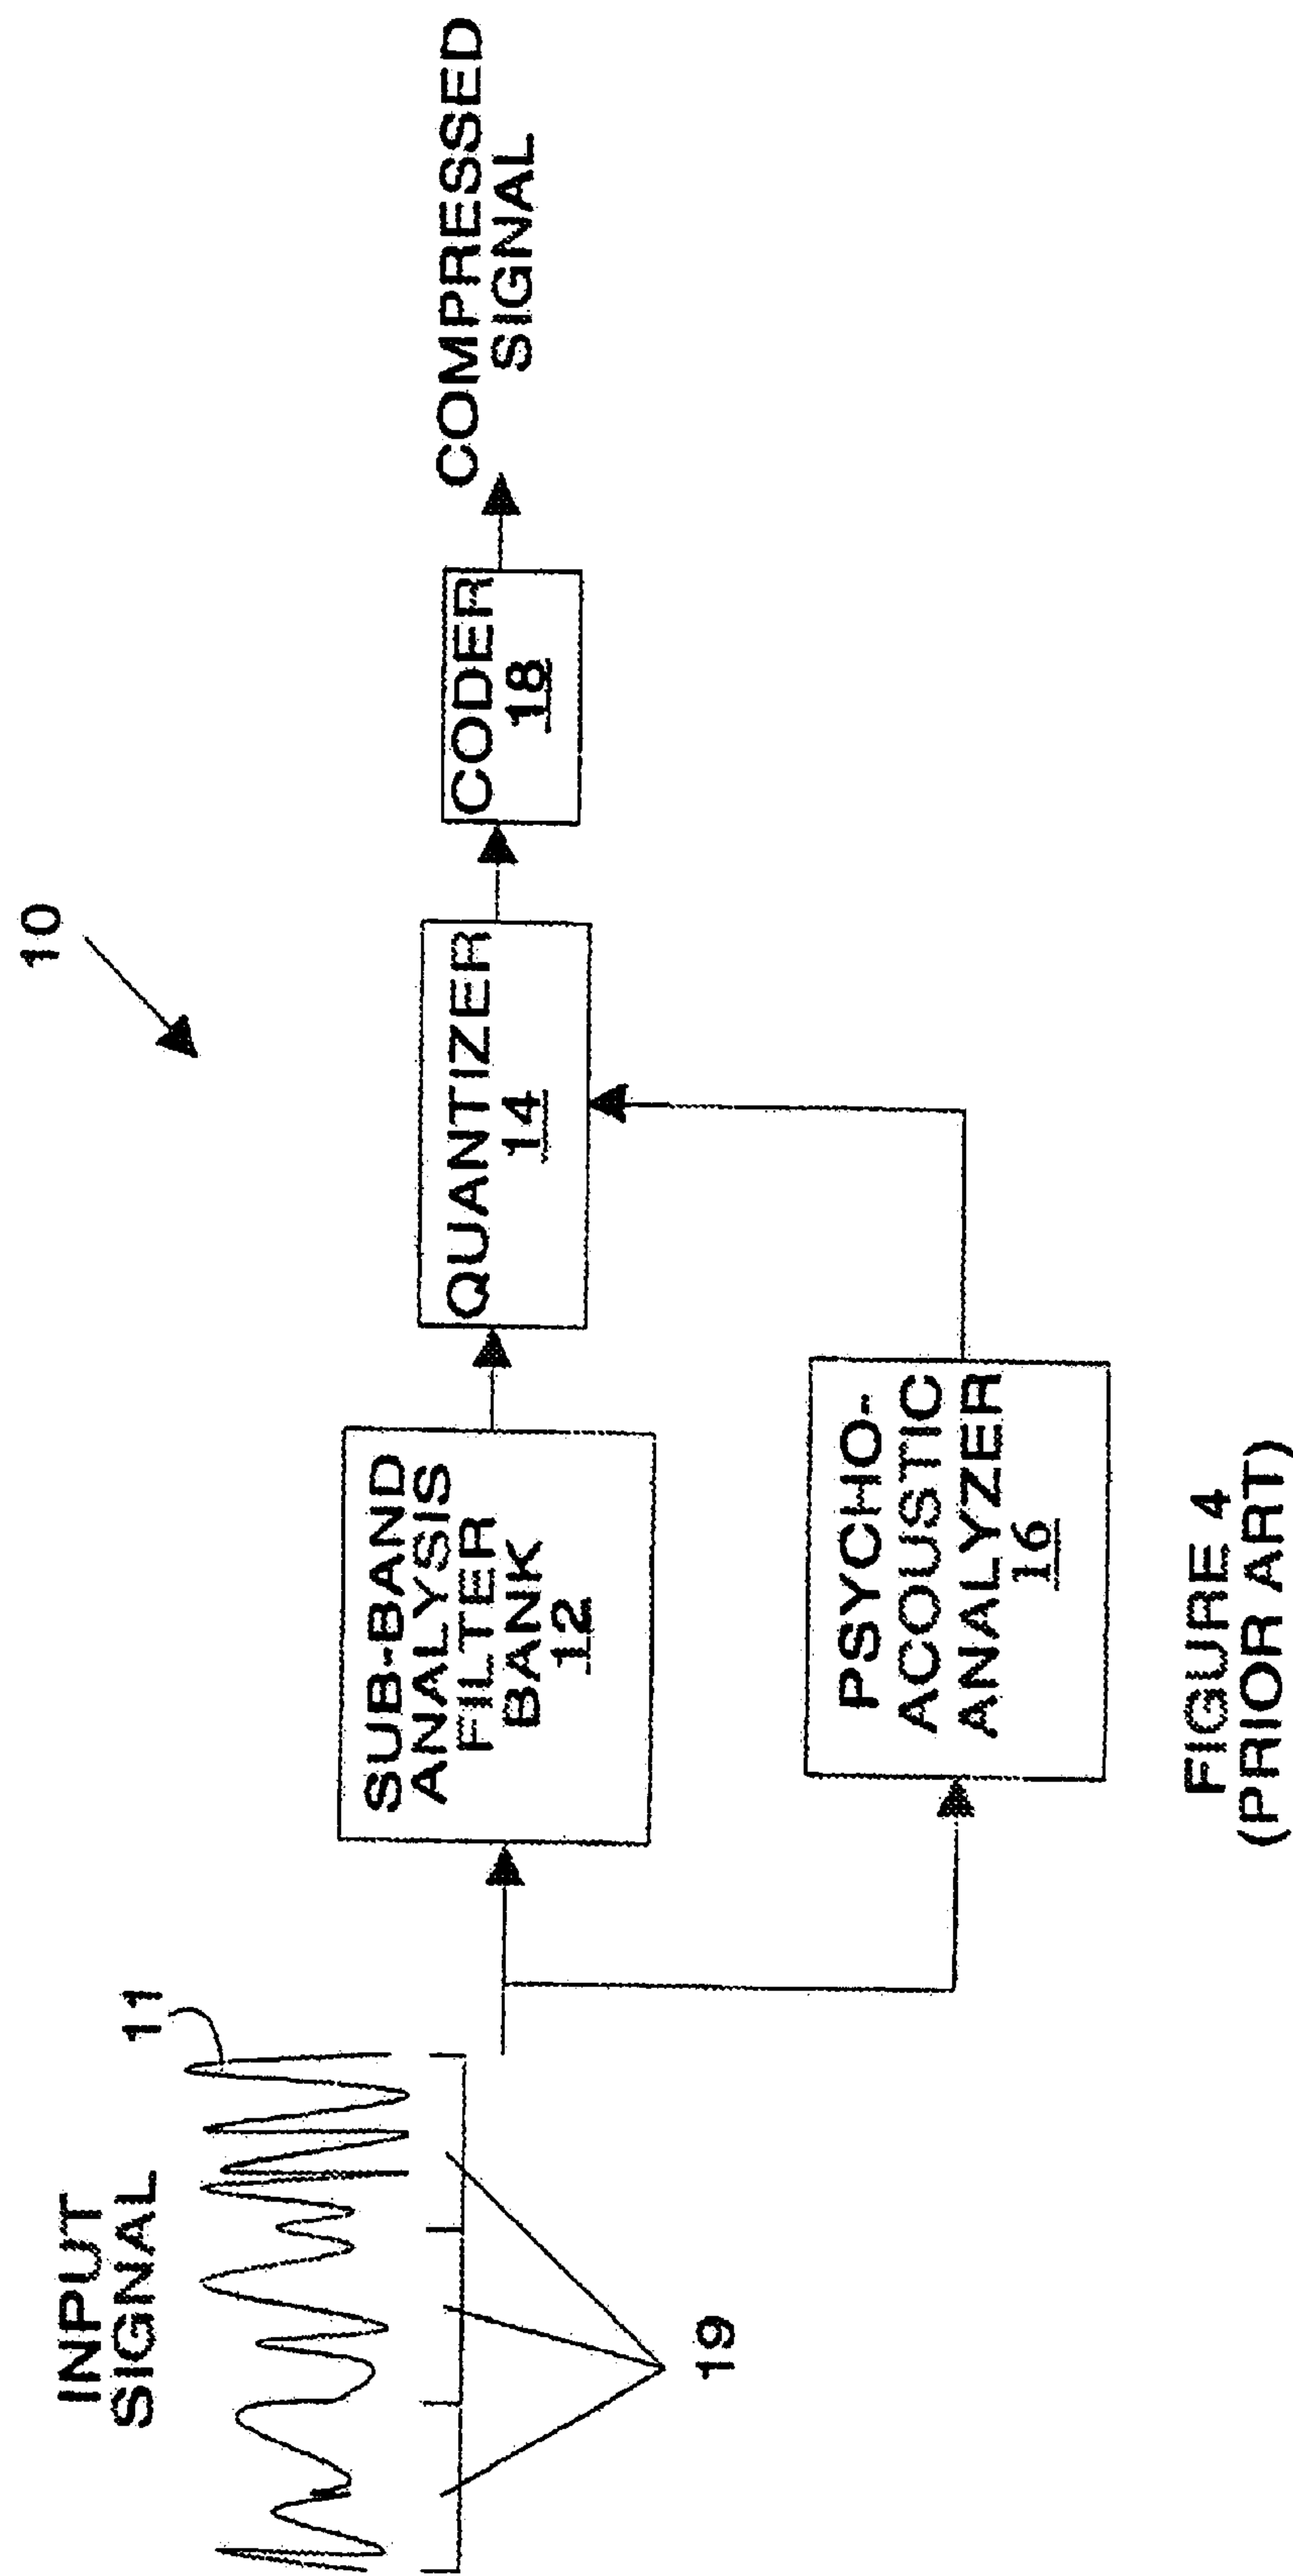 10
INPUT
SIGNAL
11
19
SUB-BAND
ANALYSIS
FILTER
BANK
12
QUANTIZER
14
CODER
18
COMPRESSED
SIGNAL
PSYCHO-
ACOUSTIC
ANALYZER
16
FIGURE 4
(PRIOR ART)